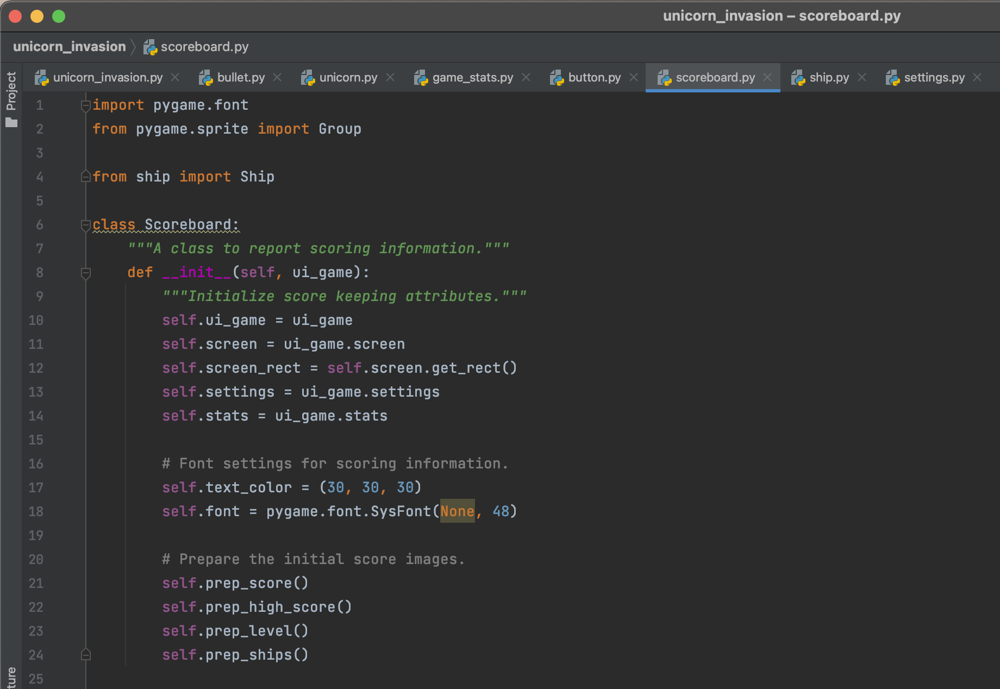 unicorn_invasion – scoreboard.py
unicorn_invasion scoreboard.py
unicorn_invasion.py bullet.py unicorn.py game_stats.py button.py scoreboard.py ship.py settings.py
Project
1 import pygame.font
2 from pygame.sprite import Group
3
4 from ship import Ship
5
6 class Scoreboard:
7     """A class to report scoring information."""
8     def __init__(self, ui_game):
9         """Initialize score keeping attributes."""
10         self.ui_game = ui_game
11         self.screen = ui_game.screen
12         self.screen_rect = self.screen.get_rect()
13         self.settings = ui_game.settings
14         self.stats = ui_game.stats
15
16         # Font settings for scoring information.
17         self.text_color = (30, 30, 30)
18         self.font = pygame.font.SysFont(None, 48)
19
20         # Prepare the initial score images.
21         self.prep_score()
22         self.prep_high_score()
23         self.prep_level()
24         self.prep_ships()
25
ture